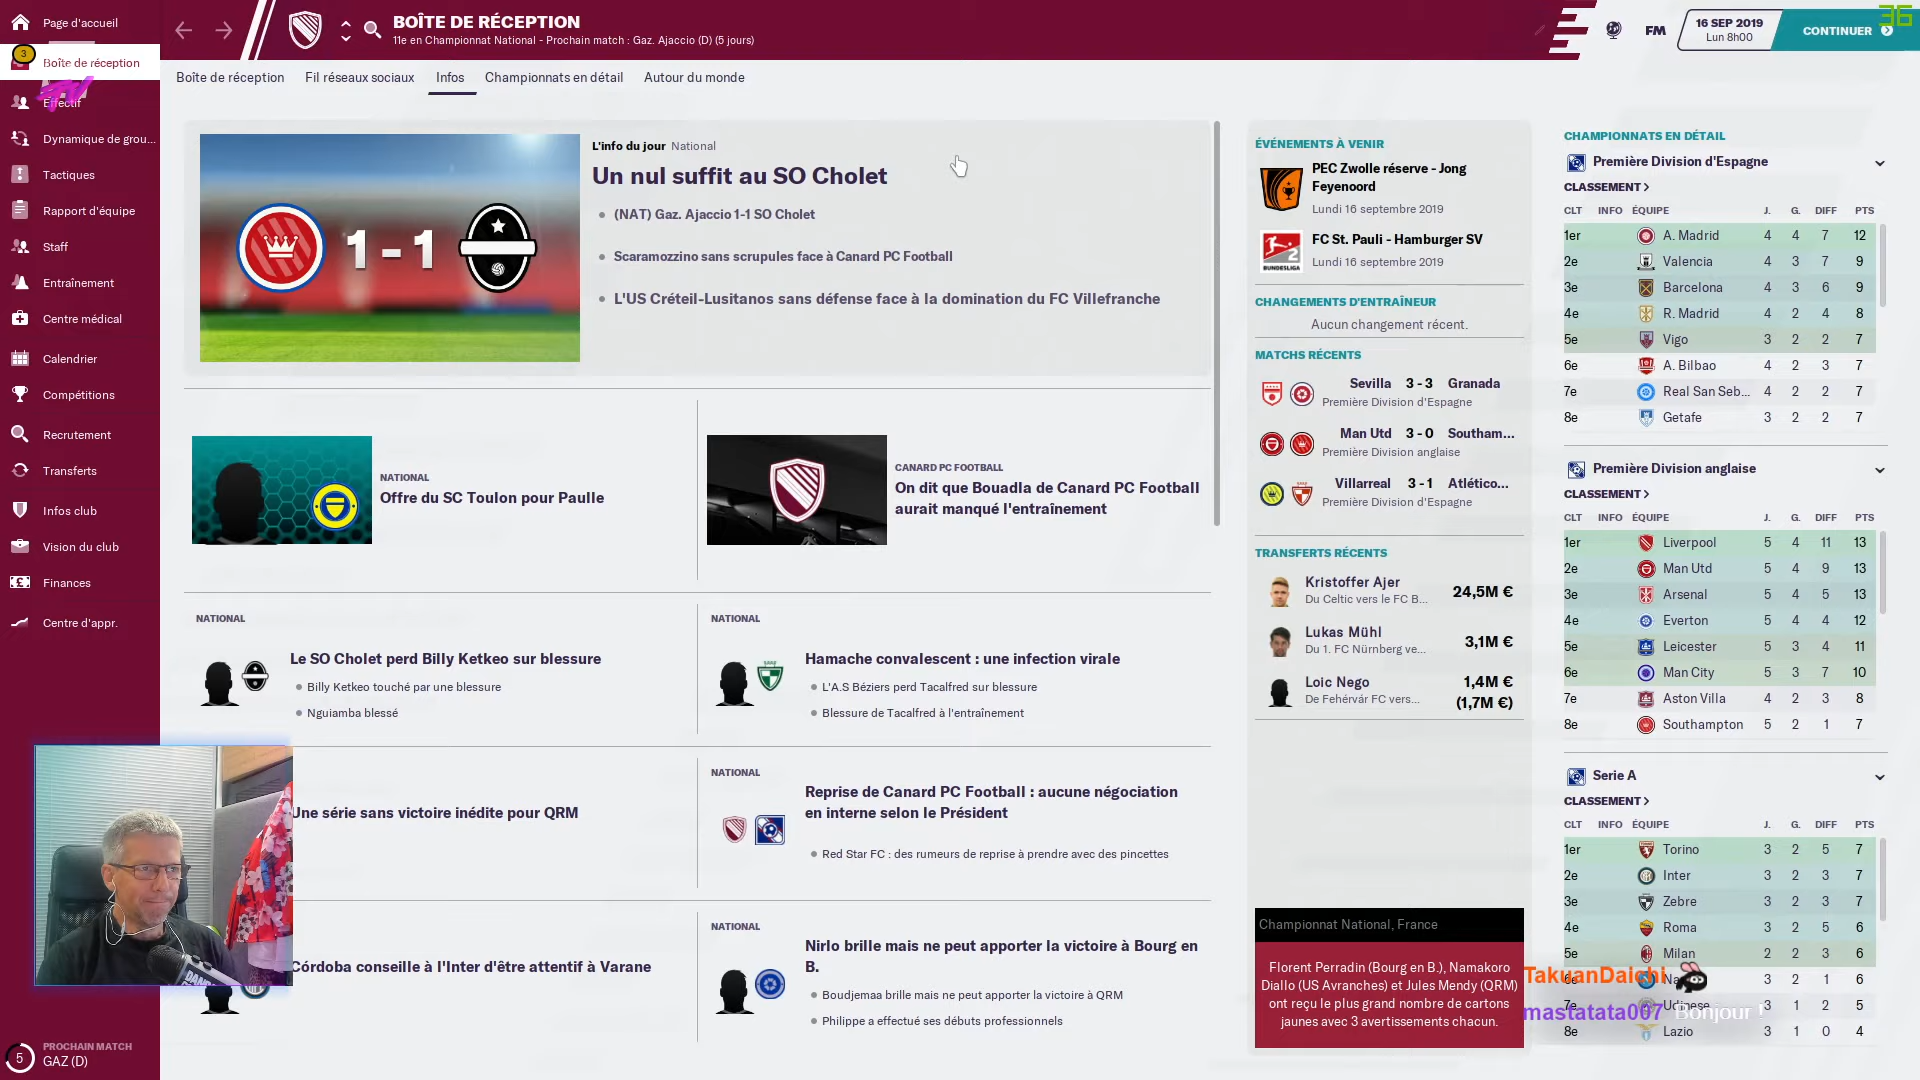 Page d'accueil
3
Boîte de réception
Effectif
Dynamique de grou...
Tactiques
Rapport d'équipe
Staff
Entraînement
Centre médical
Calendrier
Compétitions
Recrutement
Transferts
Infos club
Vision du club
Finances
Centre d'appr.
5
PROCHAIN MATCH
GAZ (D)
BOÎTE DE RÉCEPTION
11e en Championnat National - Prochain match : Gaz. Ajaccio (D) (5 jours)
FM
16 SEP 2019
Lun 8h00
CONTINUER
36
Boîte de réception Fil réseaux sociaux Infos Championnats en détail Autour du monde
1 - 1
L'info du jour National
Un nul suffit au SO Cholet
(NAT) Gaz. Ajaccio 1-1 SO Cholet
Scaramozzino sans scrupules face à Canard PC Football
L'US Créteil-Lusitanos sans défense face à la domination du FC Villefranche
NATIONAL
Offre du SC Toulon pour Paulle
CANARD PC FOOTBALL
On dit que Bouadla de Canard PC Football
aurait manqué l'entraînement
NATIONAL
Le SO Cholet perd Billy Ketkeo sur blessure
Billy Ketkeo touché par une blessure
Nguiamba blessé
NATIONAL
Hamache convalescent : une infection virale
L'A.S Béziers perd Tacalfred sur blessure
Blessure de Tacalfred à l'entraînement
Une série sans victoire inédite pour QRM
NATIONAL
Reprise de Canard PC Football : aucune négociation
en interne selon le Président
Red Star FC : des rumeurs de reprise à prendre avec des pincettes
Córdoba conseille à l'Inter d'être attentif à Varane
NATIONAL
Nirlo brille mais ne peut apporter la victoire à Bourg en
B.
Boudjemaa brille mais ne peut apporter la victoire à QRM
Philippe a effectué ses débuts professionnels
ÉVÉNEMENTS À VENIR
PEC Zwolle réserve - Jong
Feyenoord
Lundi 16 septembre 2019
FC St. Pauli - Hamburger SV
Lundi 16 septembre 2019
BUNDESLIGA
CHANGEMENTS D'ENTRAÎNEUR
Aucun changement récent.
MATCHS RÉCENTS
Sevilla 3 - 3 Granada
Première Division d'Espagne
Man Utd 3 - 0 Southam...
Première Division anglaise
Villarreal 3 - 1 Atlético...
Première Division d'Espagne
TRANSFERTS RÉCENTS
Kristoffer Ajer 24,5M €
Du Celtic vers le FC B...
Lukas Mühl 3,1M €
Du 1. FC Nürnberg ve...
Loic Nego 1,4M €
De Fehérvár FC vers... (1,7M €)
Championnat National, France
Florent Perradin (Bourg en B.), Namakoro
Diallo (US Avranches) et Jules Mendy (QRM)
ont reçu le plus grand nombre de cartons
jaunes avec 3 avertissements chacun.
CHAMPIONNATS EN DÉTAIL
Première Division d'Espagne
CLASSEMENT >
CLT INFO ÉQUIPE J. G. DIFF PTS
1er A. Madrid 4 4 7 12
2e Valencia 4 3 7 9
3e Barcelona 4 3 6 9
4e R. Madrid 4 2 4 8
5e Vigo 3 2 2 7
6e A. Bilbao 4 2 3 7
7e Real San Seb... 4 2 2 7
8e Getafe 3 2 2 7
Première Division anglaise
CLASSEMENT >
CLT INFO ÉQUIPE J. G. DIFF PTS
1er Liverpool 5 4 11 13
2e Man Utd 5 4 9 13
3e Arsenal 5 4 5 13
4e Everton 5 4 4 12
5e Leicester 5 3 4 11
6e Man City 5 3 7 10
7e Aston Villa 4 2 3 8
8e Southampton 5 2 1 7
Serie A
CLASSEMENT >
CLT INFO ÉQUIPE J. G. DIFF PTS
1er Torino 3 2 5 7
2e Inter 3 2 3 7
3e Zebre 3 2 3 7
4e Roma 3 2 5 6
5e Milan 2 2 3 6
3 2 1 6
7e Udinese 3 1 2 5
8e Lazio 3 1 0 4
TakuanDaichi
mastatata007 Bonjour !